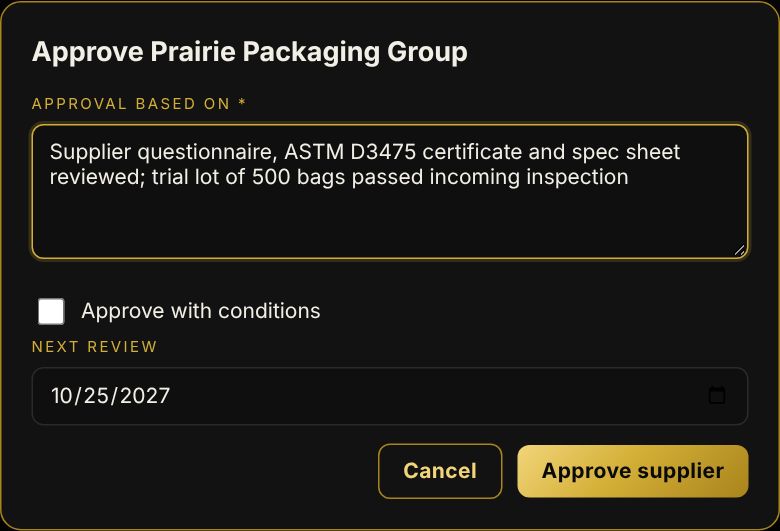 Approve Prairie Packaging Group
APPROVAL BASED ON *
Supplier questionnaire, ASTM D3475 certificate and spec sheet
reviewed; trial lot of 500 bags passed incoming inspection
Approve with conditions
NEXT REVIEW
10/25/2027
Cancel
Approve supplier